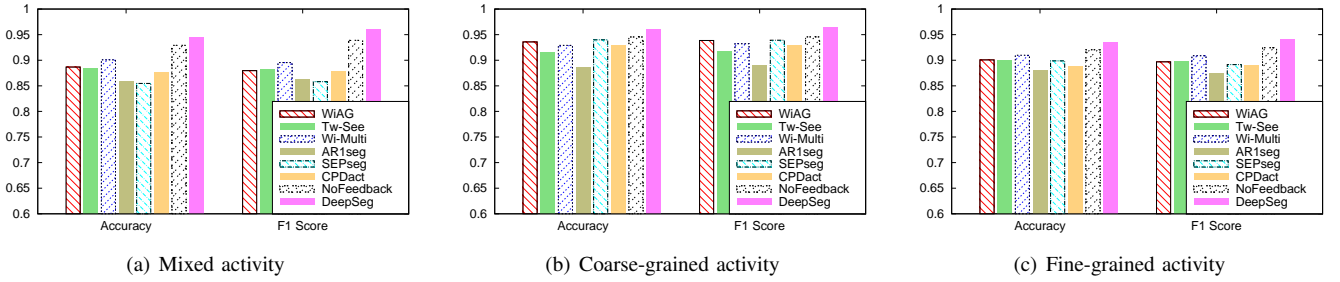 1
0.95
0.9
0.85
0.8
0.75
0.7
0.65
0.6
WiAG
Tw-See
Wi-Multi
AR1seg
SEPseg
CPDact
NoFeedback
DeepSeg
Accuracy F1 Score
(a) Mixed activity
1
0.95
0.9
0.85
0.8
0.75
0.7
0.65
0.6
WiAG
Tw-See
Wi-Multi
AR1seg
SEPseg
CPDact
NoFeedback
DeepSeg
Accuracy F1 Score
(b) Coarse-grained activity
1
0.95
0.9
0.85
0.8
0.75
0.7
0.65
0.6
WiAG
Tw-See
Wi-Multi
AR1seg
SEPseg
CPDact
NoFeedback
DeepSeg
Accuracy F1 Score
(c) Fine-grained activity